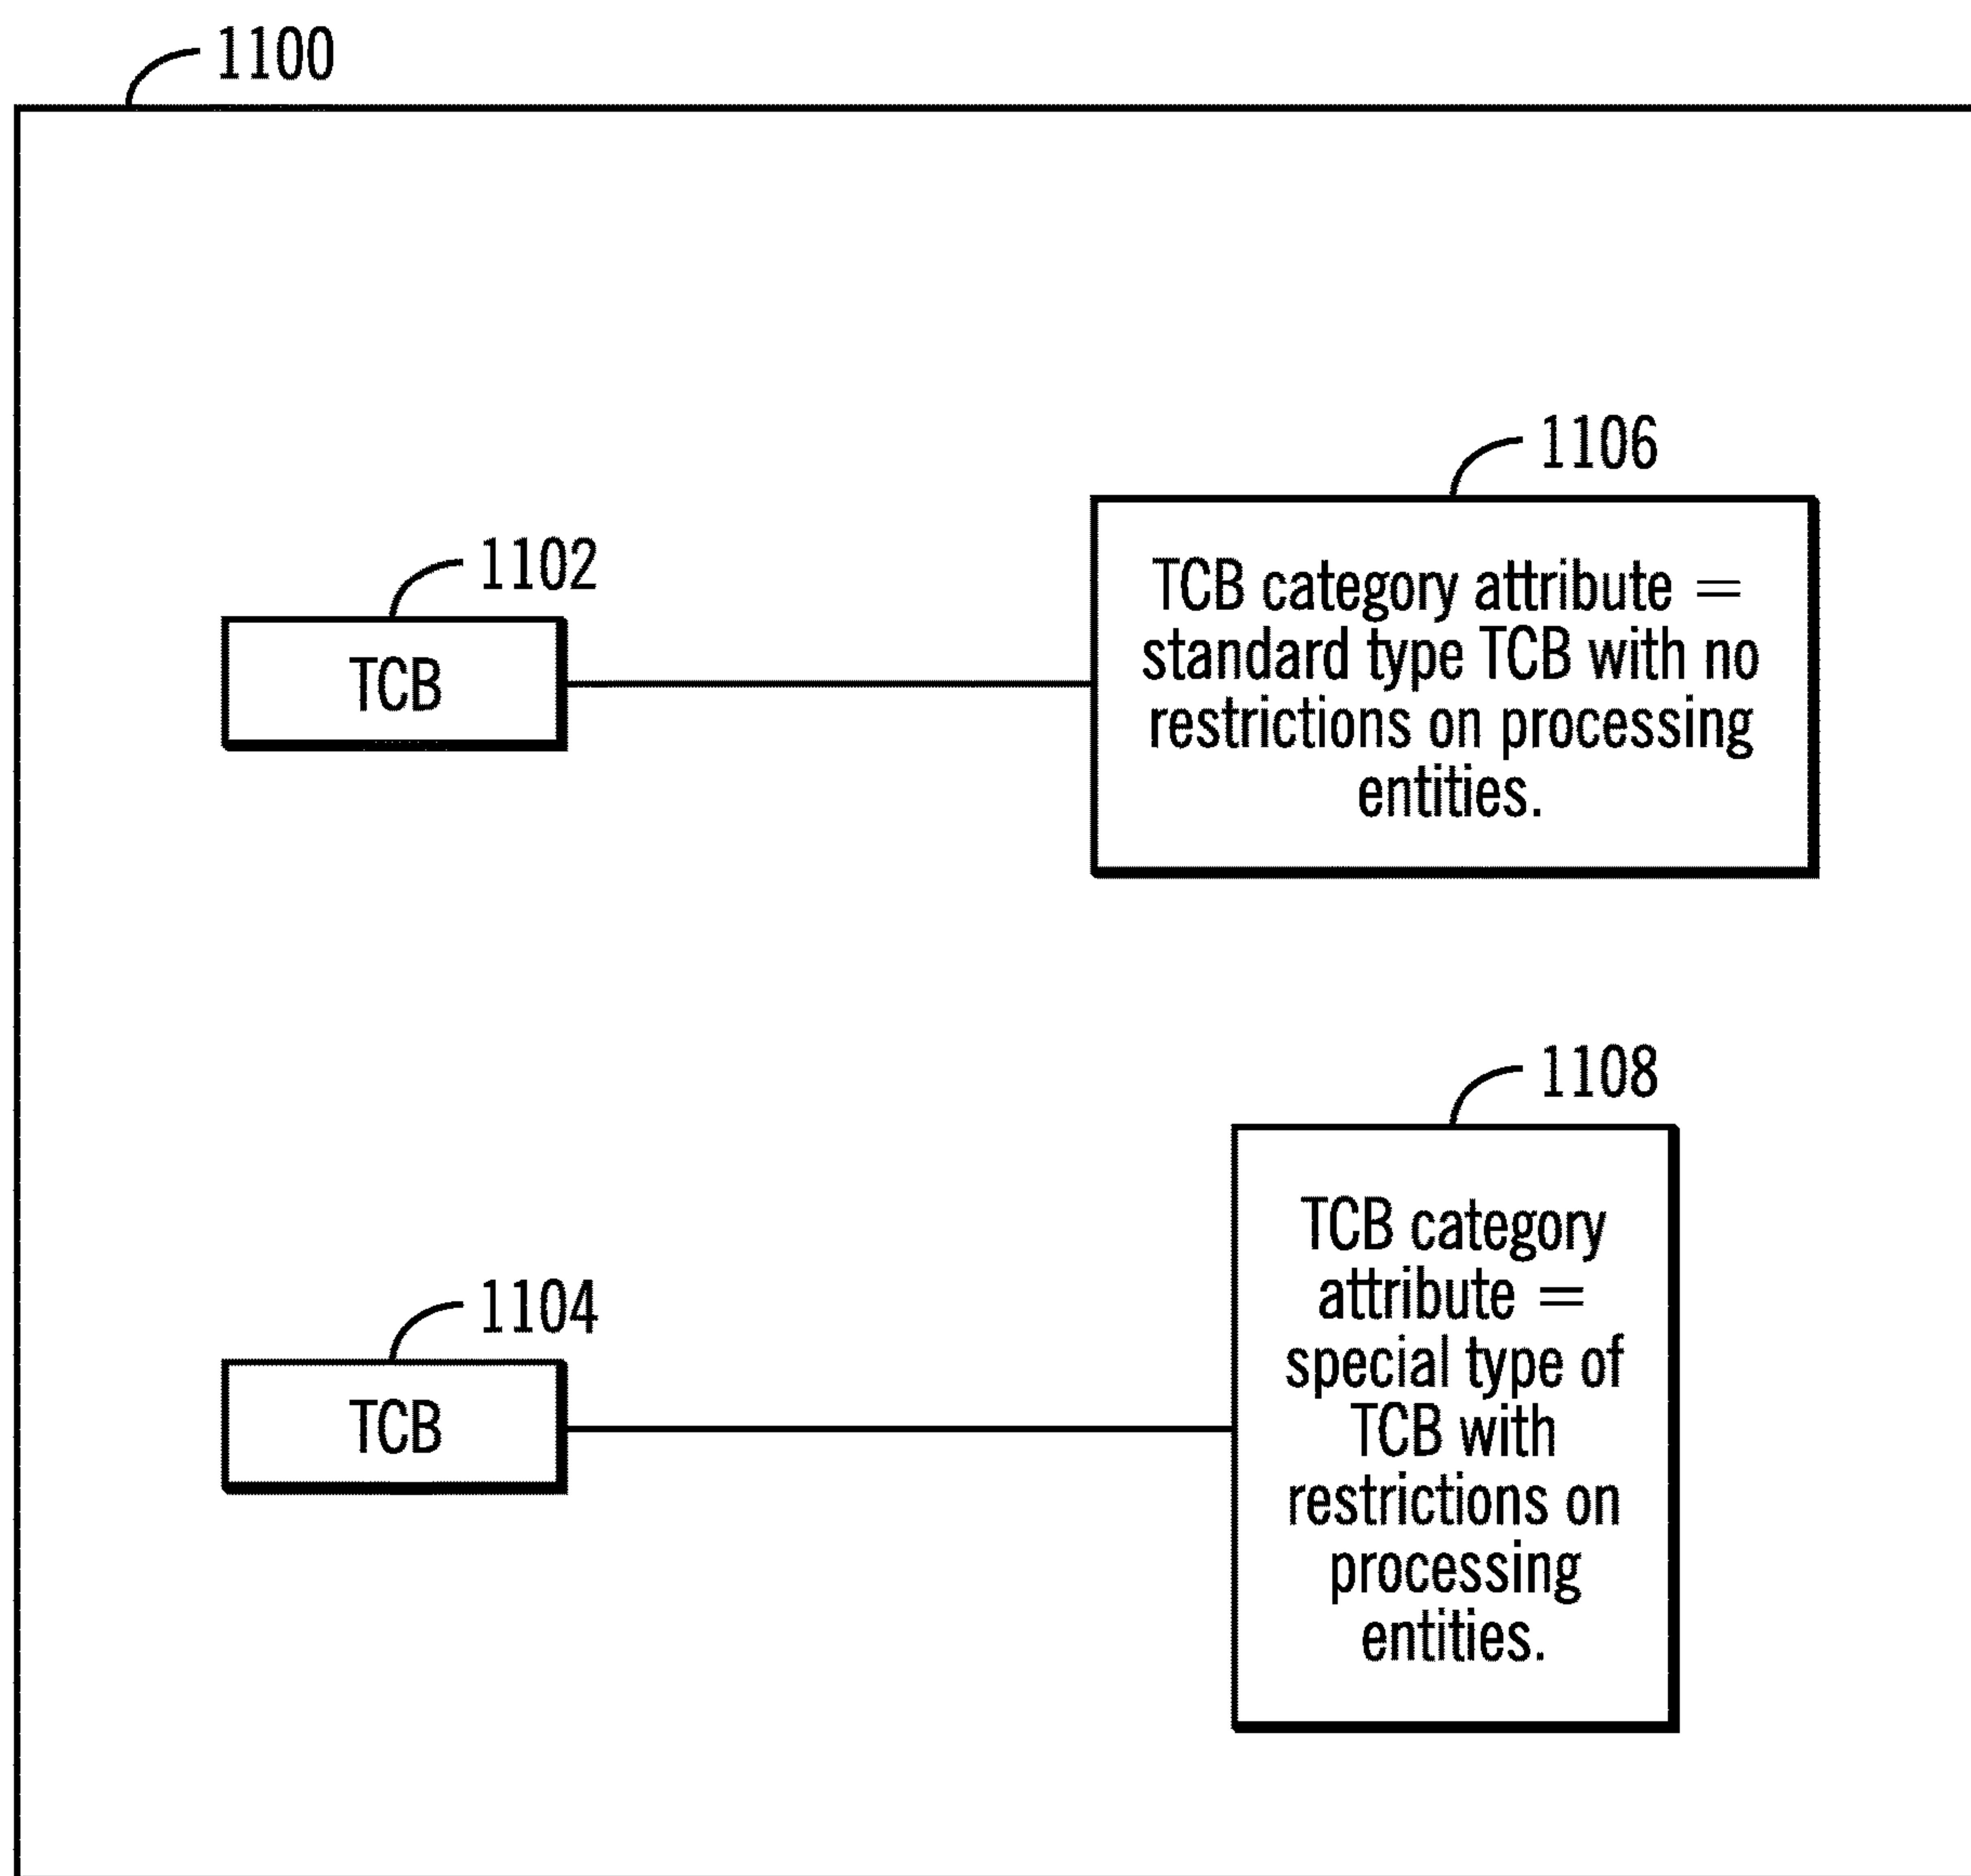 1100
1106
1102
TCB category attribute =
standard type TCB with no
restrictions on processing
entities.
TCB
1108
1104
TCB category
attribute =
special type of
TCB with
restrictions on
processing
entities.
TCB